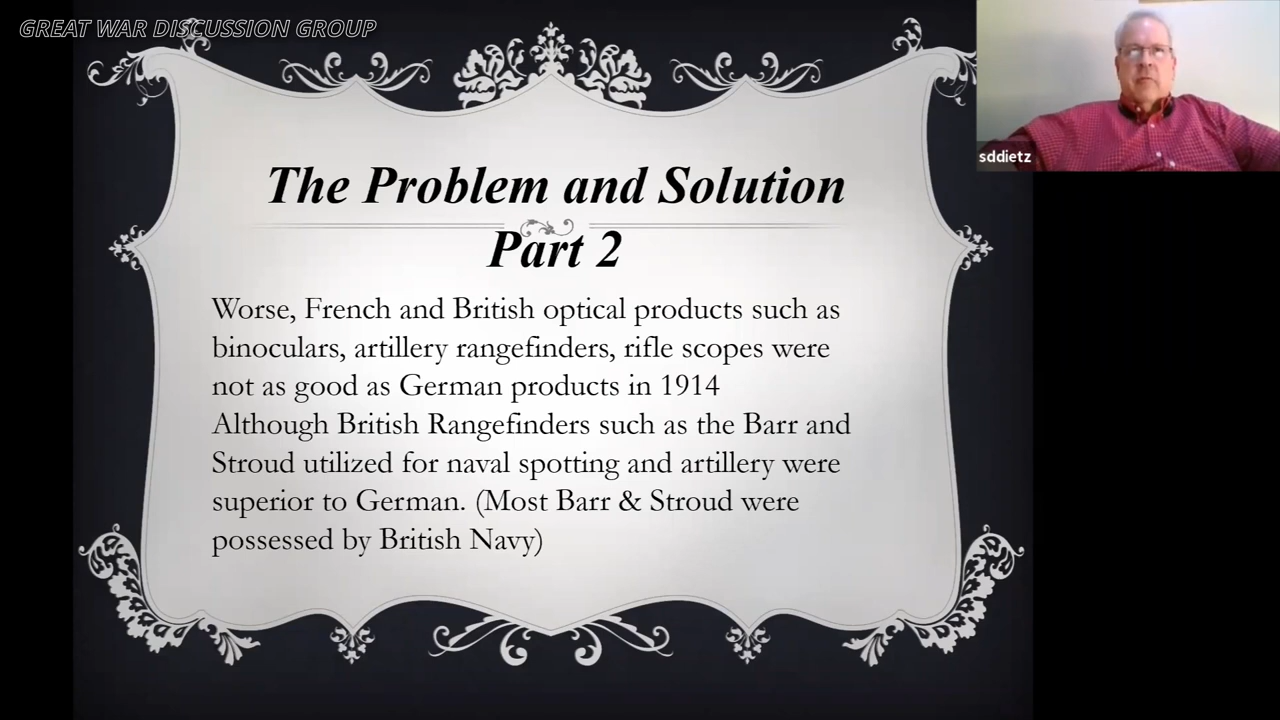 GREAT WAR DISCUSSION GROUP
sddietz
The Problem and Solution
Part 2
Worse, French and British optical products such as
binoculars, artillery rangefinders, rifle scopes were
not as good as German products in 1914
Although British Rangefinders such as the Barr and
Stroud utilized for naval spotting and artillery were
superior to German. (Most Barr & Stroud were
possessed by British Navy)